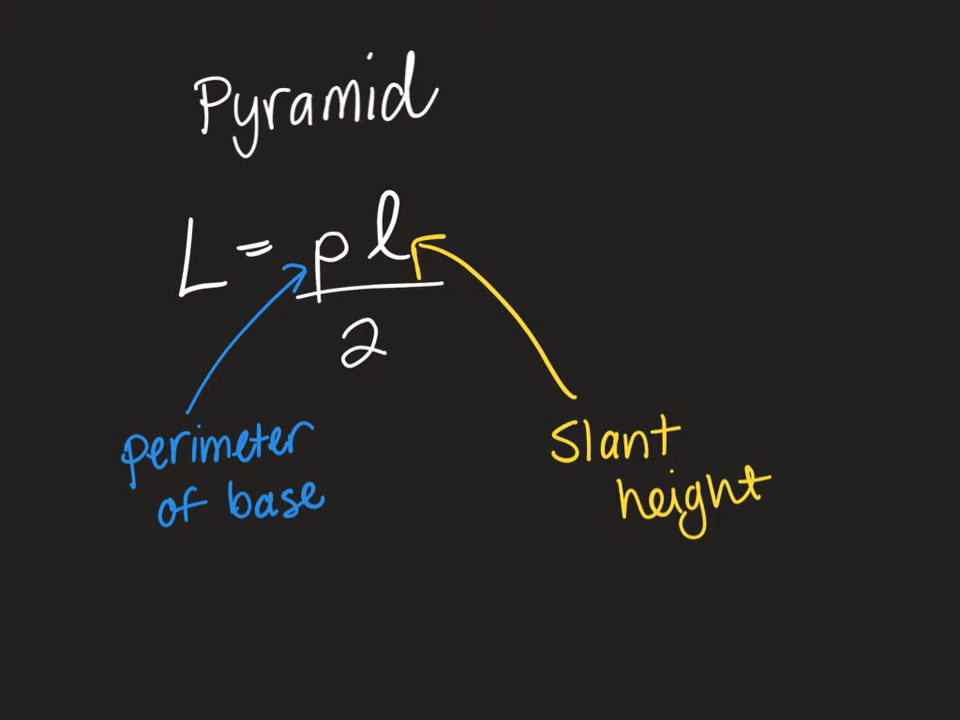 Pyramid
L = pl
2
perimeter
of base
Slant
height